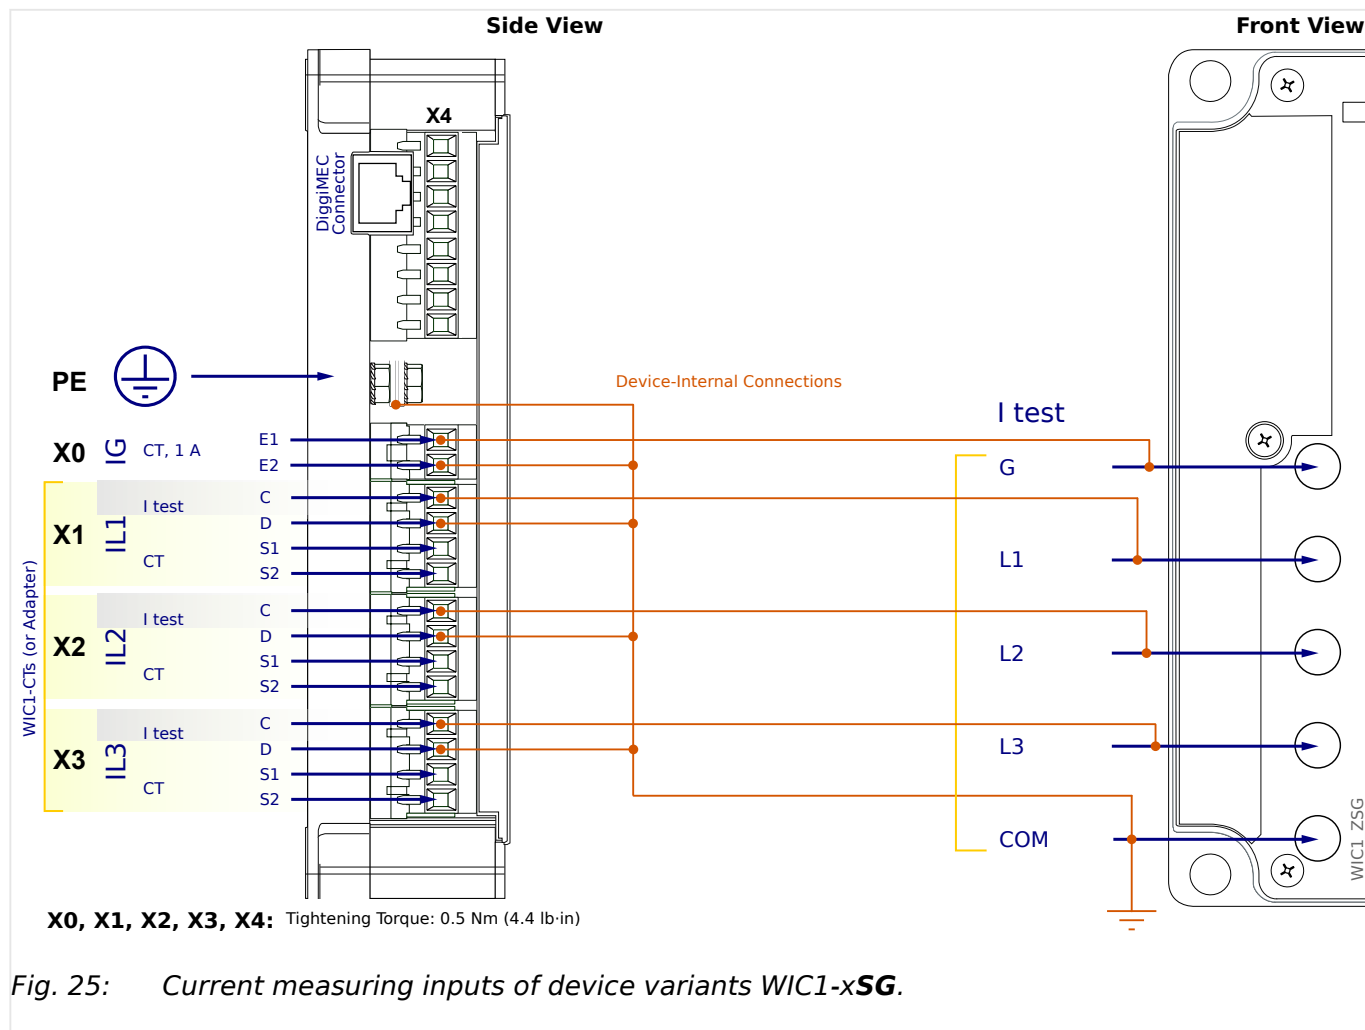 Side View
Front View
X4
DiggiMEC
Connector
PE
Device-Internal Connections
I test
X0 IG CT, 1 A E1
E2
G
X1 IL1 I test C
D
CT S1
S2
L1
WIC1-CTs (or Adapter)
X2 IL2 I test C
D
CT S1
S2
L2
X3 IL3 I test C
D
CT S1
S2
L3
COM
WIC1 ZSG
X0, X1, X2, X3, X4: Tightening Torque: 0.5 Nm (4.4 lb·in)
Fig. 25: Current measuring inputs of device variants WIC1-xSG.